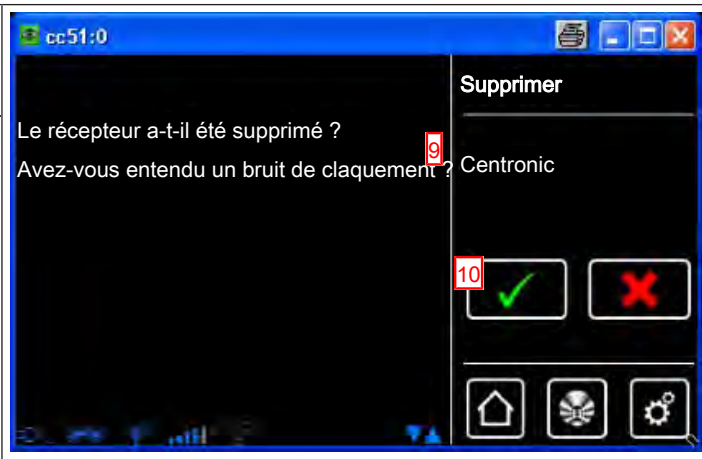 cc51:0
Supprimer
Le récepteur a-t-il été supprimé ?
9
Avez-vous entendu un bruit de claquement ?
Centronic
10